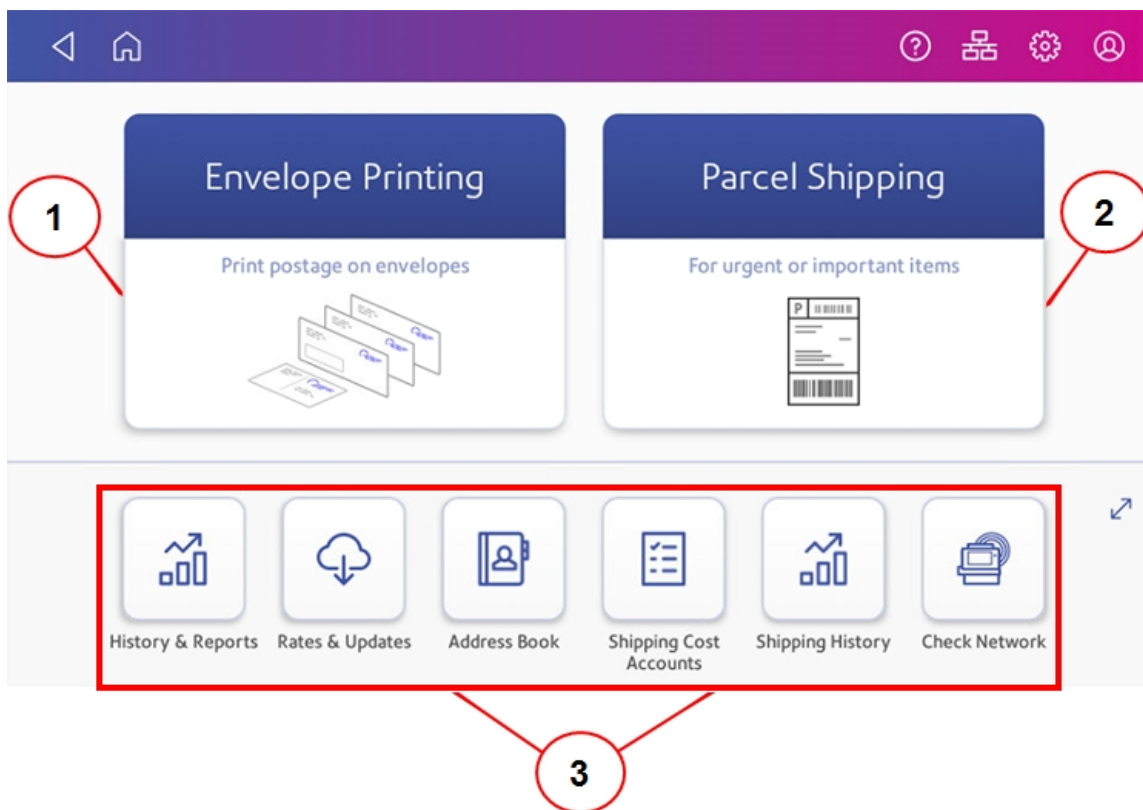 Envelope Printing
Parcel Shipping
1
2
Print postage on envelopes
For urgent or important items
P
History & Reports
Rates & Updates
Address Book
Shipping Cost
Accounts
Shipping History
Check Network
3